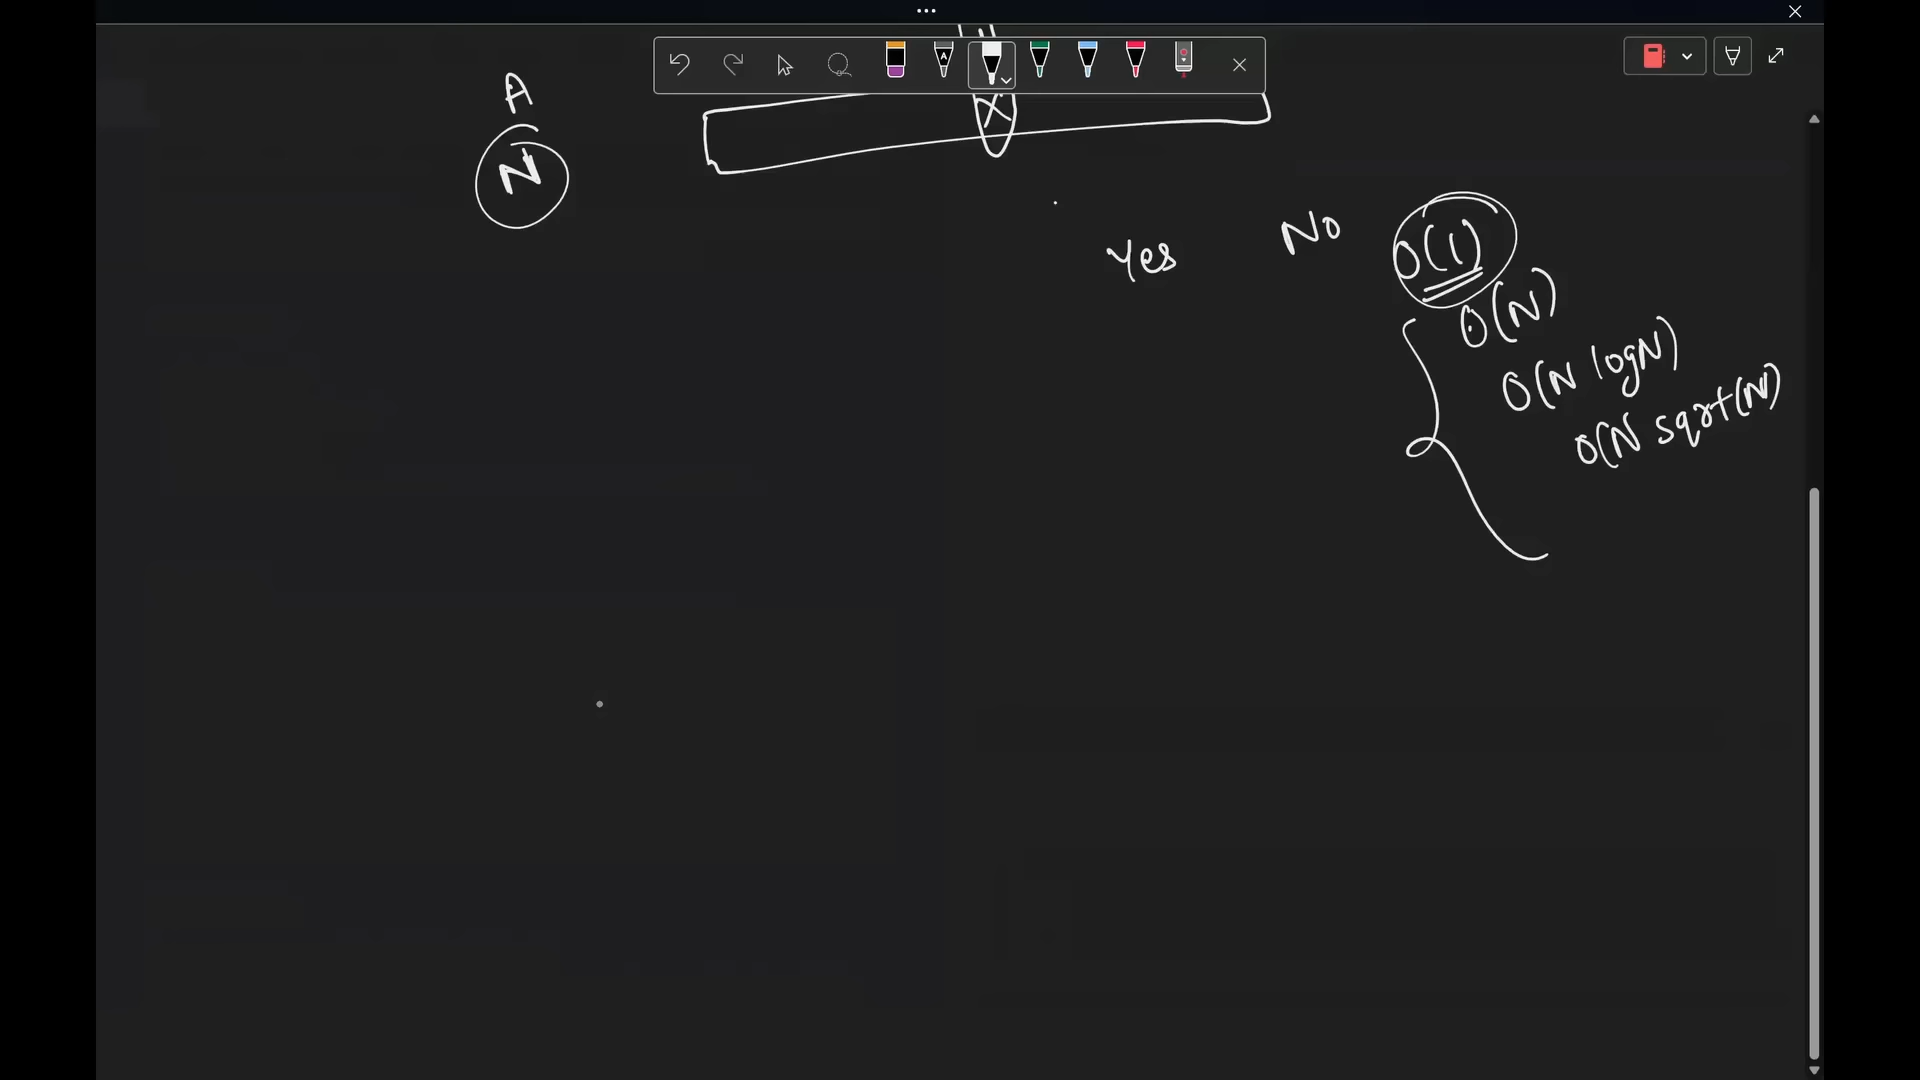 A
N
X
Yes No O(1)
O(N)
O(N logN)
O(N sqrt(N)